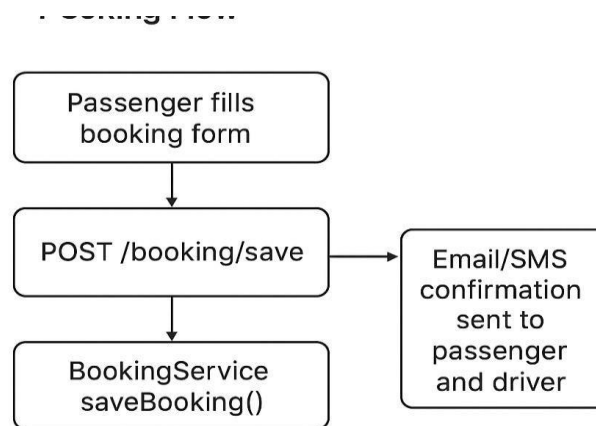 Passenger fills
booking form
POST /booking/save
Email/SMS
confirmation
sent to
passenger
and driver
BookingService
saveBooking()